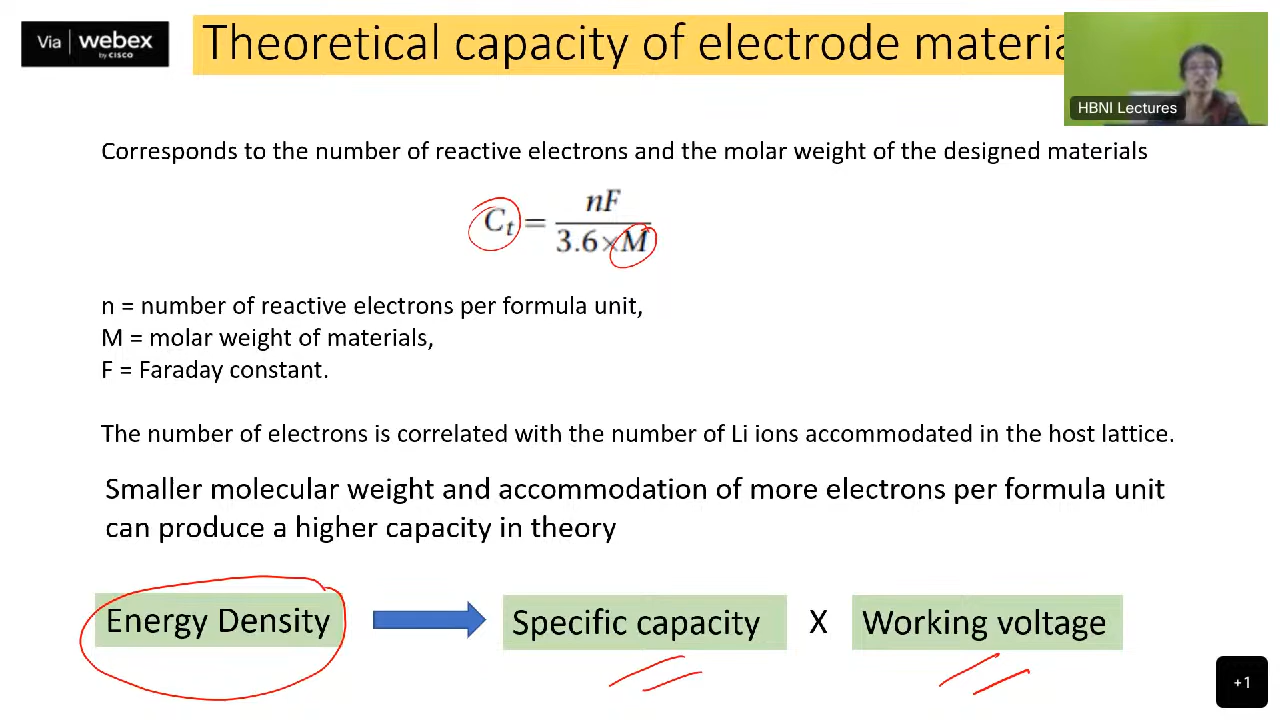 Via webex
by CISCO
Theoretical capacity of electrode materia
HBNI Lectures
Corresponds to the number of reactive electrons and the molar weight of the designed materials
C_t = nF / 3.6×M
n = number of reactive electrons per formula unit,
M = molar weight of materials,
F = Faraday constant.
The number of electrons is correlated with the number of Li ions accommodated in the host lattice.
Smaller molecular weight and accommodation of more electrons per formula unit
can produce a higher capacity in theory
Energy Density Specific capacity X Working voltage
+1